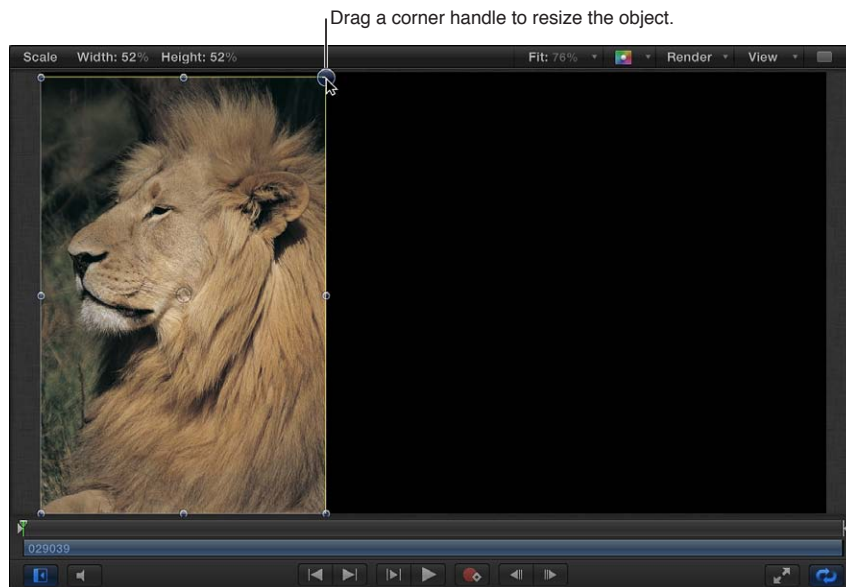 Drag a corner handle to resize the object.
Scale Width: 52% Height: 52% Fit: 76% Render View
029039